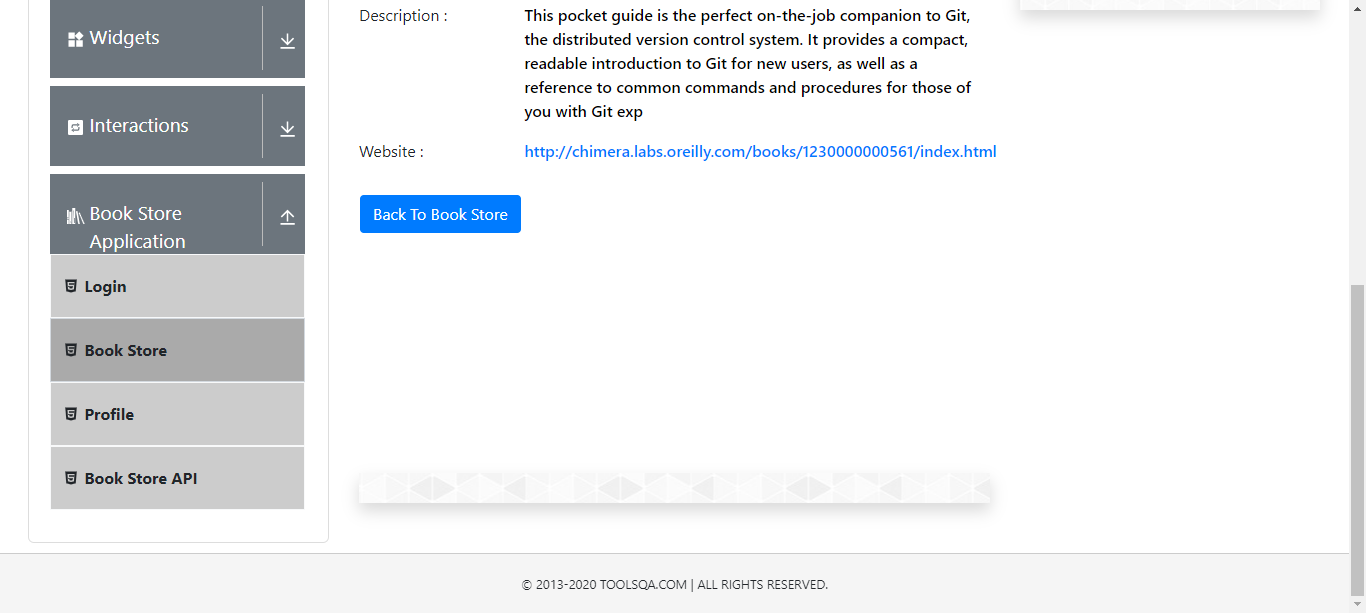 Widgets
Interactions
Book Store
Application
Login
Book Store
Profile
Book Store API
Description :
This pocket guide is the perfect on-the-job companion to Git,
the distributed version control system. It provides a compact,
readable introduction to Git for new users, as well as a
reference to common commands and procedures for those of
you with Git exp
Website :
http://chimera.labs.oreilly.com/books/1230000000561/index.html
Back To Book Store
© 2013-2020 TOOLSQA.COM | ALL RIGHTS RESERVED.